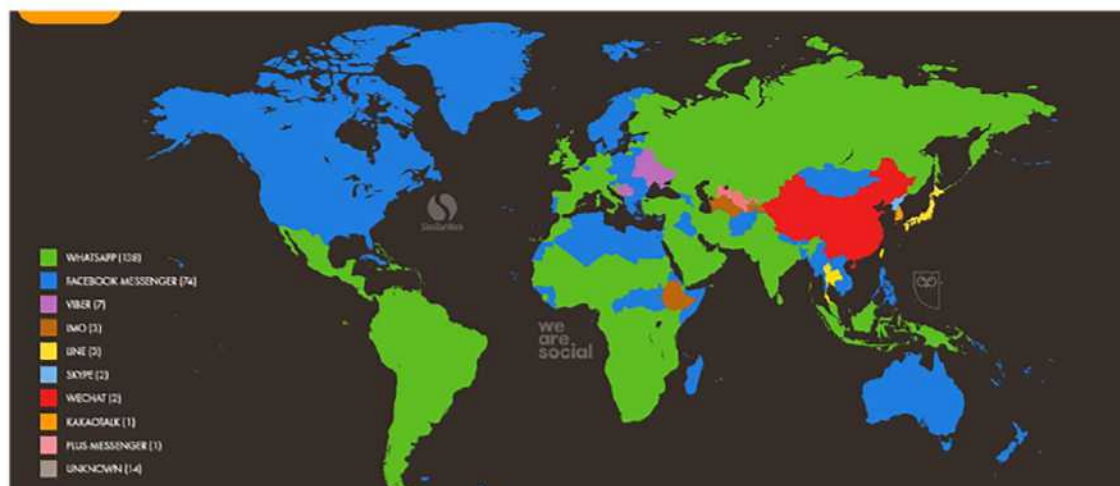 SimilarWeb
WHATSAPP (138)
FACEBOOK MESSENGER (74)
VIBER (7)
IMO (3)
LINE (3)
SKYPE (2)
WECHAT (2)
KAKAOTALK (1)
PLUS MESSENGER (1)
UNKNOWN (14)
we
are
social